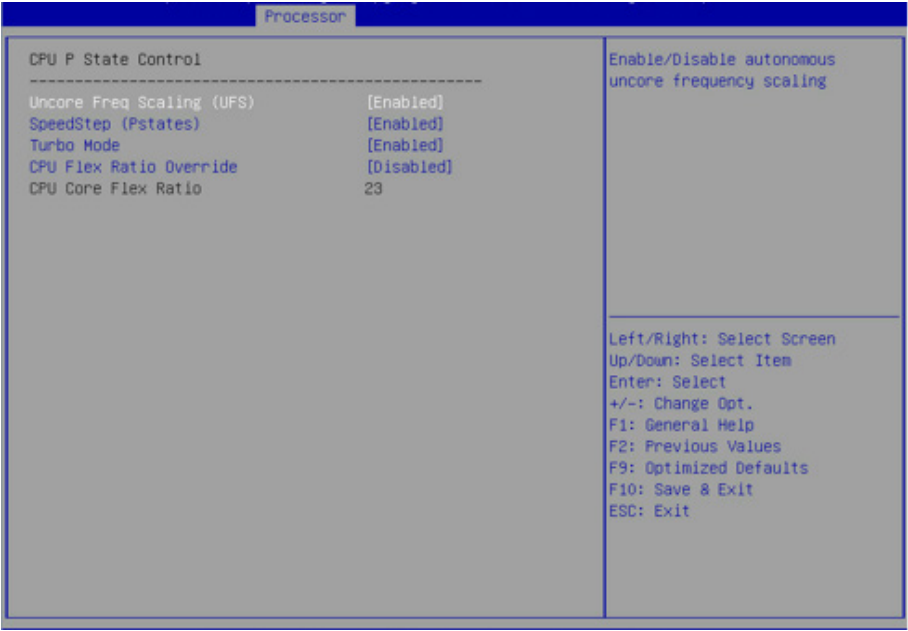 Processor
CPU P State Control
--------------------------------------------------
Uncore Freq Scaling (UFS) [Enabled]
SpeedStep (Pstates) [Enabled]
Turbo Mode [Enabled]
CPU Flex Ratio Override [Disabled]
CPU Core Flex Ratio 23
Enable/Disable autonomous
uncore frequency scaling
Left/Right: Select Screen
Up/Down: Select Item
Enter: Select
+/-: Change Opt.
F1: General Help
F2: Previous Values
F9: Optimized Defaults
F10: Save & Exit
ESC: Exit